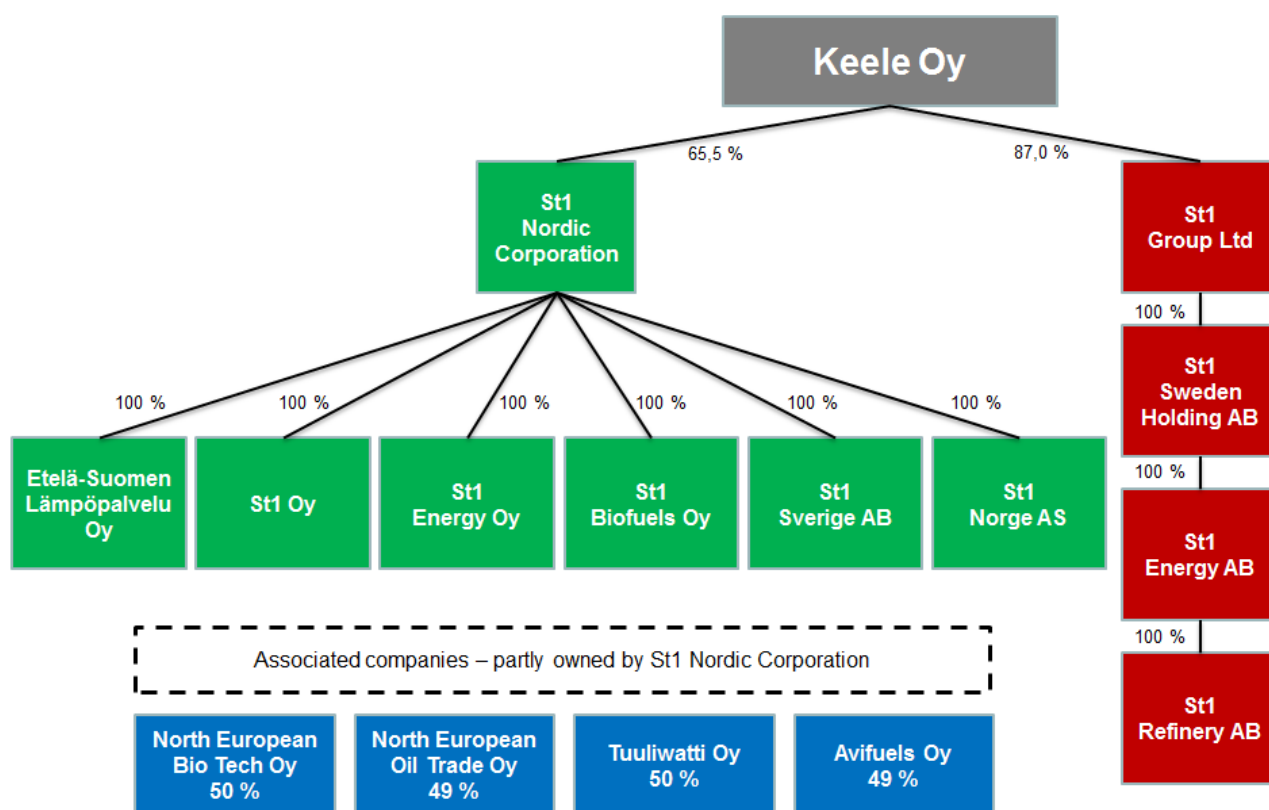 Keele Oy
65,5 %
87,0 %
St1
Nordic
Corporation
St1
Group Ltd
100 %
St1
Sweden
Holding AB
100 %
100 %
100 %
100 %
100 %
100 %
Etelä-Suomen
Lämpöpalvelu
Oy
St1 Oy
St1
Energy Oy
St1
Biofuels Oy
St1
Sverige AB
St1
Norge AS
100 %
St1
Energy AB
100 %
St1
Refinery AB
Associated companies – partly owned by St1 Nordic Corporation
North European
Bio Tech Oy
50 %
North European
Oil Trade Oy
49 %
Tuuliwatti Oy
50 %
Avifuels Oy
49 %